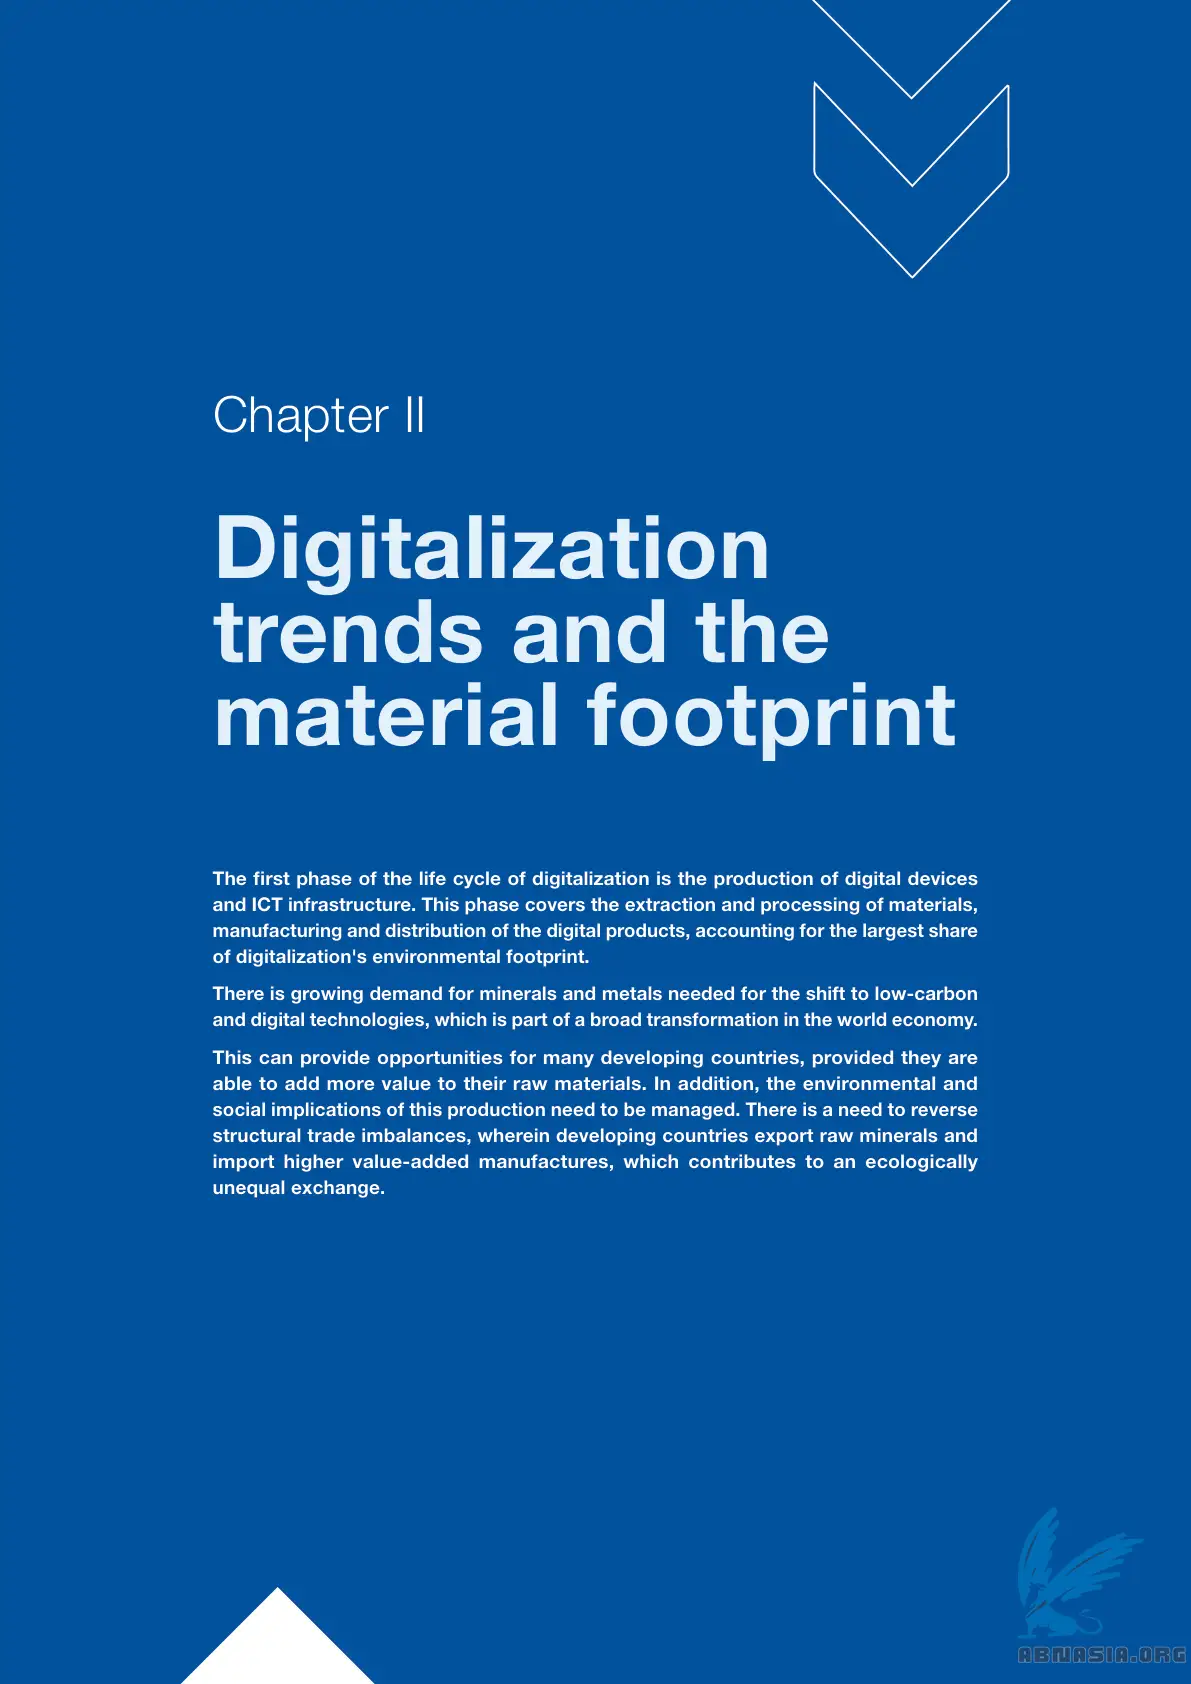 Chapter II
Digitalization
trends and the
material footprint
The first phase of the life cycle of digitalization is the production of digital devices
and ICT infrastructure. This phase covers the extraction and processing of materials,
manufacturing and distribution of the digital products, accounting for the largest share
of digitalization's environmental footprint.
There is growing demand for minerals and metals needed for the shift to low-carbon
and digital technologies, which is part of a broad transformation in the world economy.
This can provide opportunities for many developing countries, provided they are
able to add more value to their raw materials. In addition, the environmental and
social implications of this production need to be managed. There is a need to reverse
structural trade imbalances, wherein developing countries export raw minerals and
import higher value-added manufactures, which contributes to an ecologically
unequal exchange.
ABNASIA.ORG